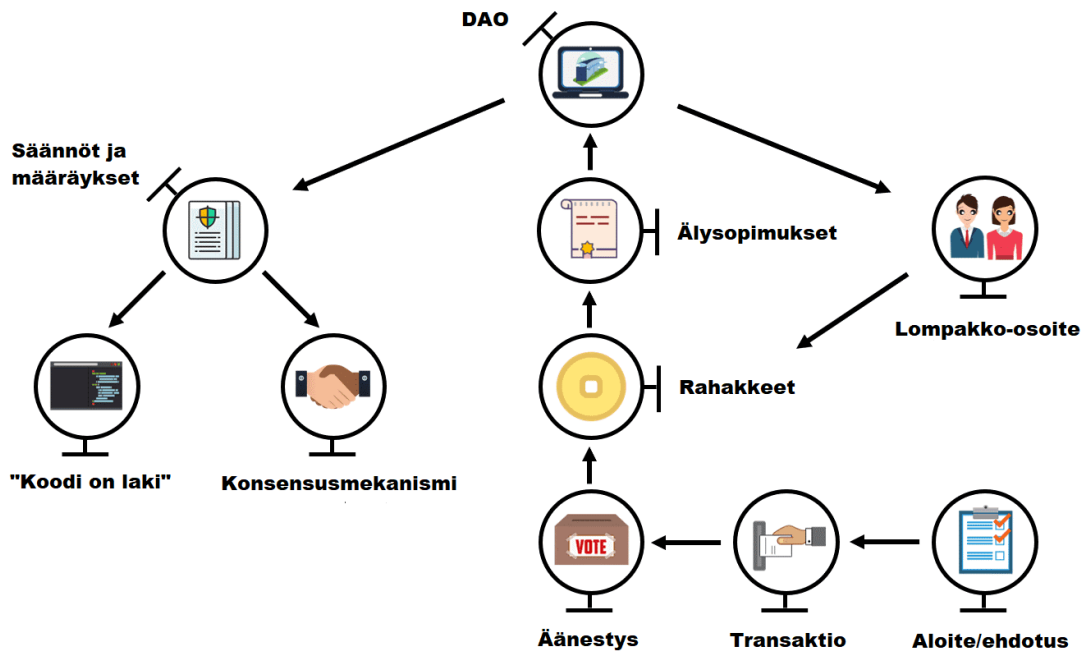 DAO
Säännöt ja
määräykset
Älysopimukset
Lompakko-osoite
Rahakkeet
"Koodi on laki"
Konsensusmekanismi
VOTE
Äänestys
Transaktio
Aloite/ehdotus